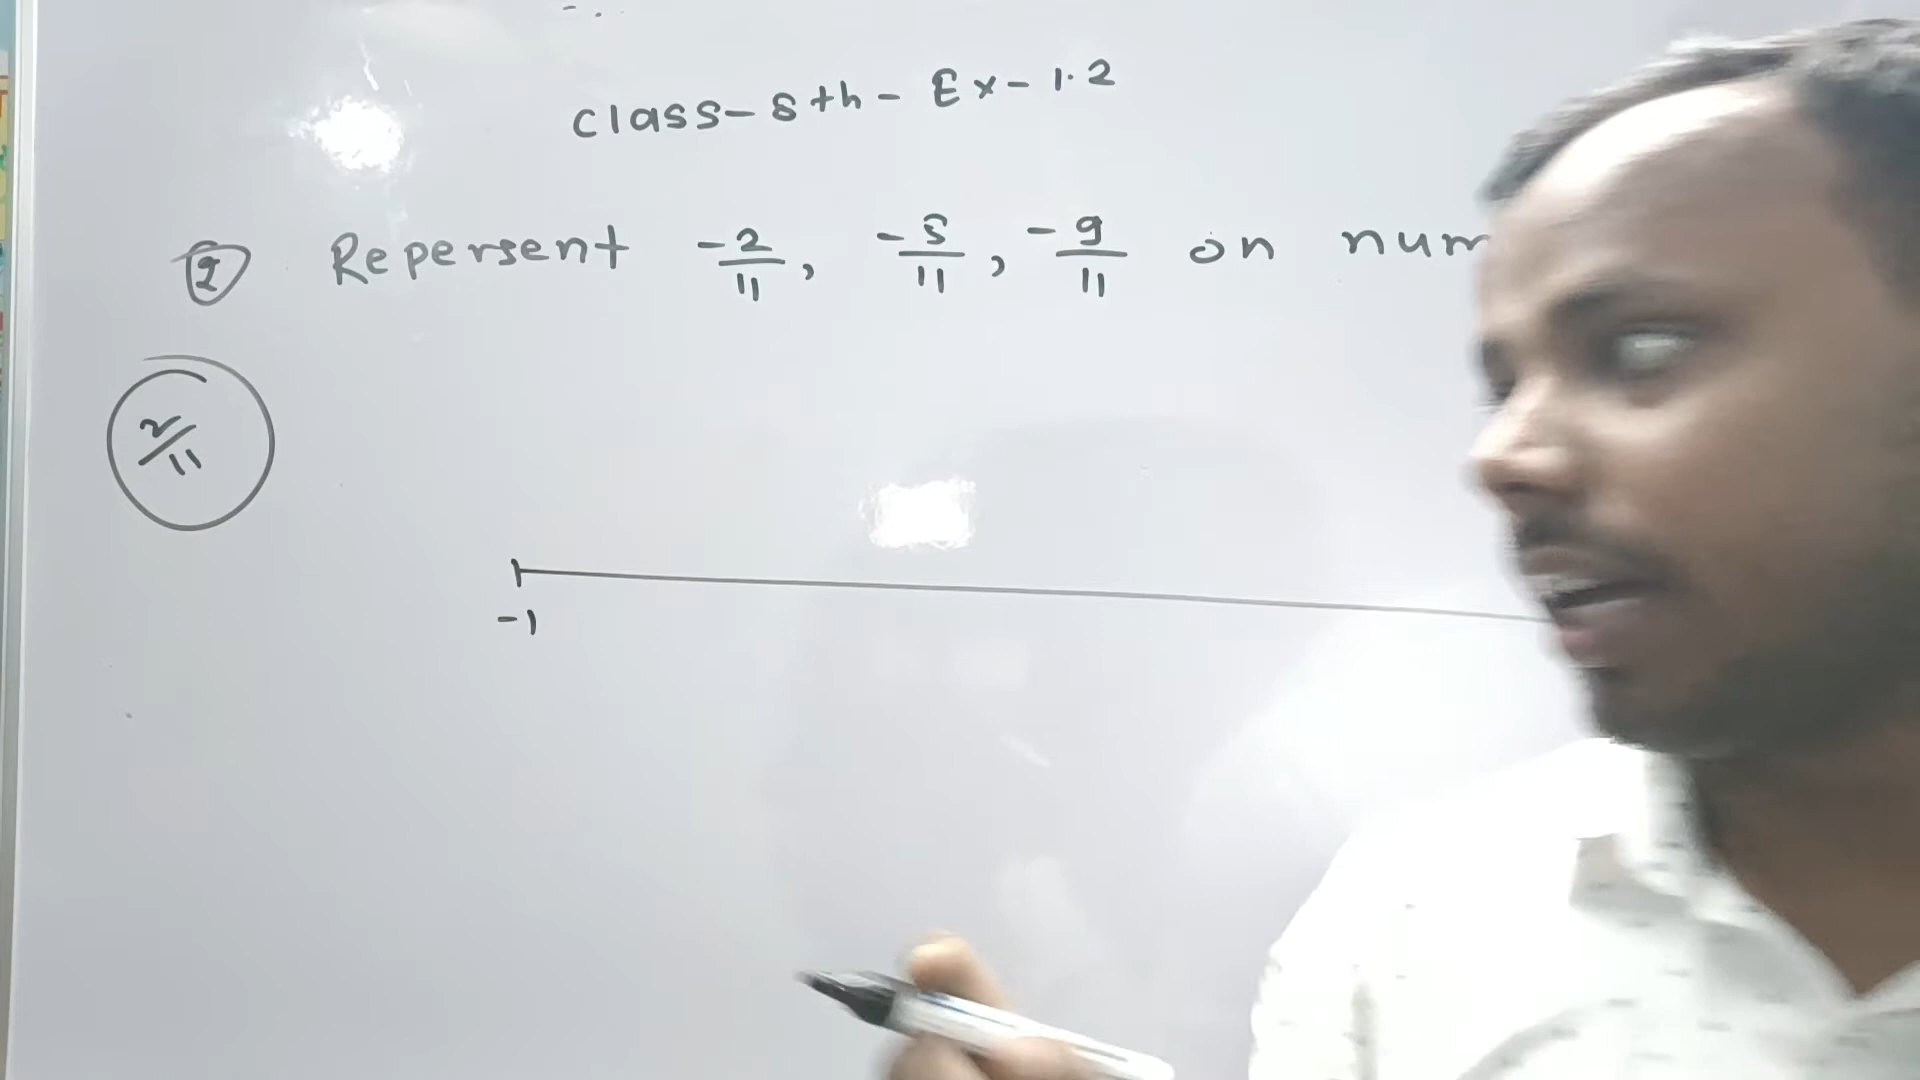 Class-8th - Ex-1.2
② Repersent -2/11, -5/11, -9/11 on num
2/11
-1